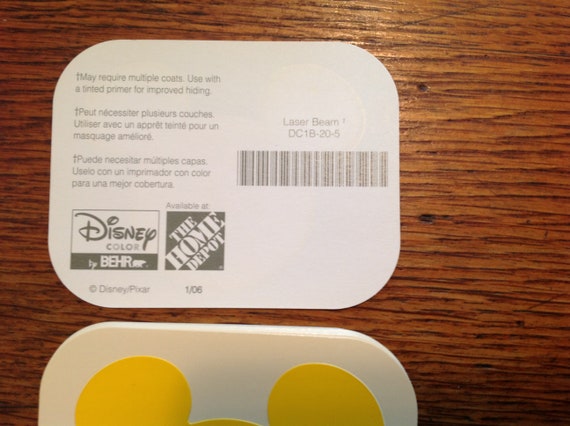 †May require multiple coats. Use with
a tinted primer for improved hiding.
†Peut nécessiter plusieurs couches.
Utiliser avec un apprêt teinté pour un
masquage amélioré.
†Puede necesitar múltiples capas.
Uselo con un imprimador con color
para una mejor cobertura.
Laser Beam †
DC1B-20-5
Disney
COLOR
by BEHR
Available at:
THE
HOME
DEPOT
© Disney/Pixar
1/06